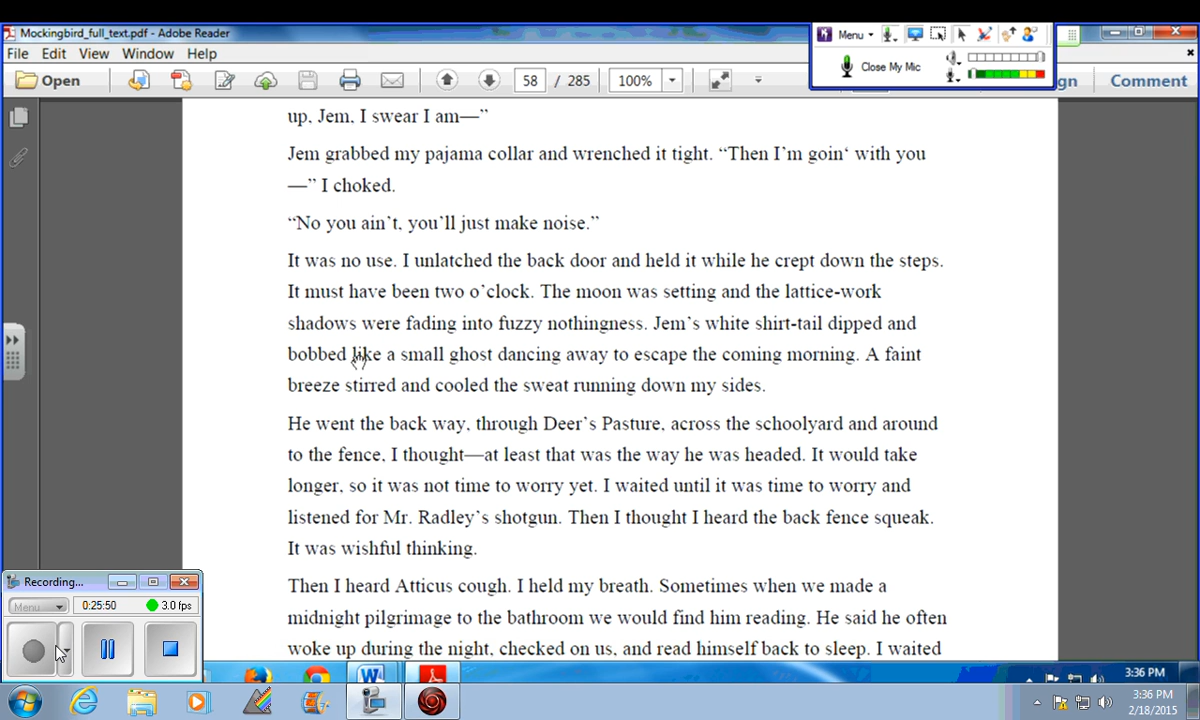 Mockingbird_full_text.pdf - Adobe Reader
File Edit View Window Help
Menu
Close My Mic
Open
58 / 285
100%
gn
Comment
up, Jem, I swear I am—”
Jem grabbed my pajama collar and wrenched it tight. “Then I’m goin‘ with you
—” I choked.
“No you ain’t, you’ll just make noise.”
It was no use. I unlatched the back door and held it while he crept down the steps.
It must have been two o’clock. The moon was setting and the lattice-work
shadows were fading into fuzzy nothingness. Jem’s white shirt-tail dipped and
bobbed like a small ghost dancing away to escape the coming morning. A faint
breeze stirred and cooled the sweat running down my sides.
He went the back way, through Deer’s Pasture, across the schoolyard and around
to the fence, I thought—at least that was the way he was headed. It would take
longer, so it was not time to worry yet. I waited until it was time to worry and
listened for Mr. Radley’s shotgun. Then I thought I heard the back fence squeak.
It was wishful thinking.
Then I heard Atticus cough. I held my breath. Sometimes when we made a
midnight pilgrimage to the bathroom we would find him reading. He said he often
woke up during the night, checked on us, and read himself back to sleep. I waited
Recording...
Menu
0:25:50
3.0 fps
3:36 PM
3:36 PM
2/18/2015